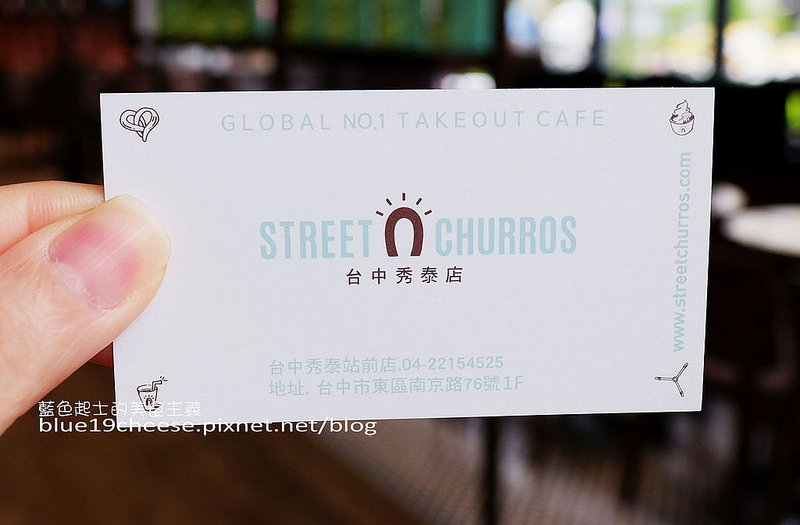 GLOBAL NO.1 TAKEOUT CAFE
STREET CHURROS
台中秀泰店
www.streetchurros.com
台中秀泰站前店.04-22154525
地址. 台中市東區南京路76號1F
藍色起士的美食主義
blue19cheese.pixnet.net/blog